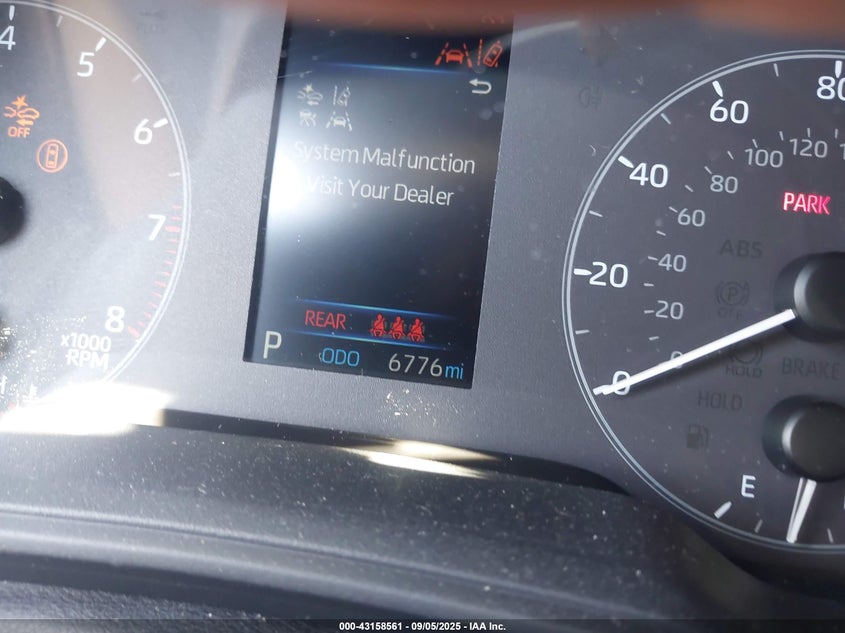 4
5
6
7
8
x1000
RPM
OFF
System Malfunction
Visit Your Dealer
REAR
P
ODO 6776mi
80
60
40
20
0
120
100
80
60
40
20
0
PARK
ABS
OFF
HOLD
BRAKE
HOLD
E
000-43158561 - 09/05/2025 - IAA Inc.